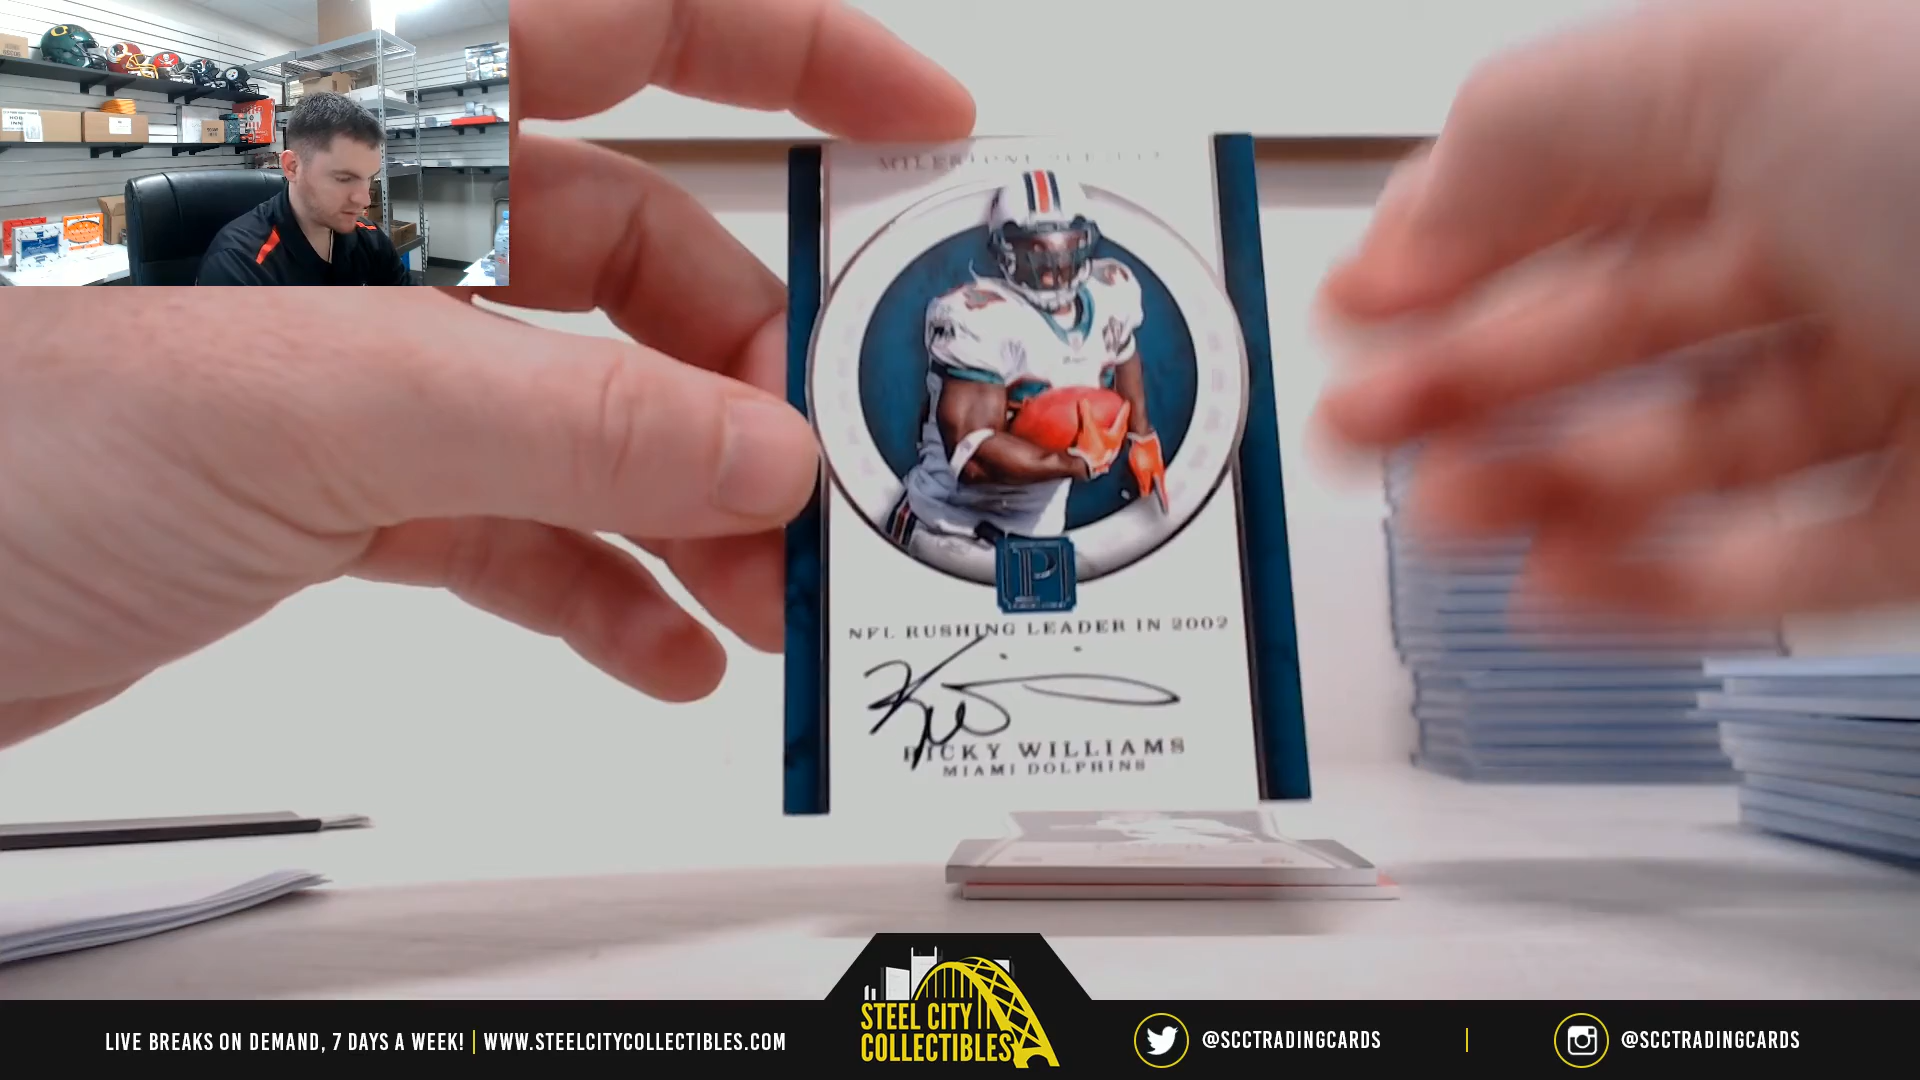 NFL RUSHING LEADER IN 2002
RICKY WILLIAMS
MIAMI DOLPHINS
P
STEEL CITY
COLLECTIBLES
LIVE BREAKS ON DEMAND, 7 DAYS A WEEK! | WWW.STEELCITYCOLLECTIBLES.COM
@SCCTRADINGCARDS | @SCCTRADINGCARDS